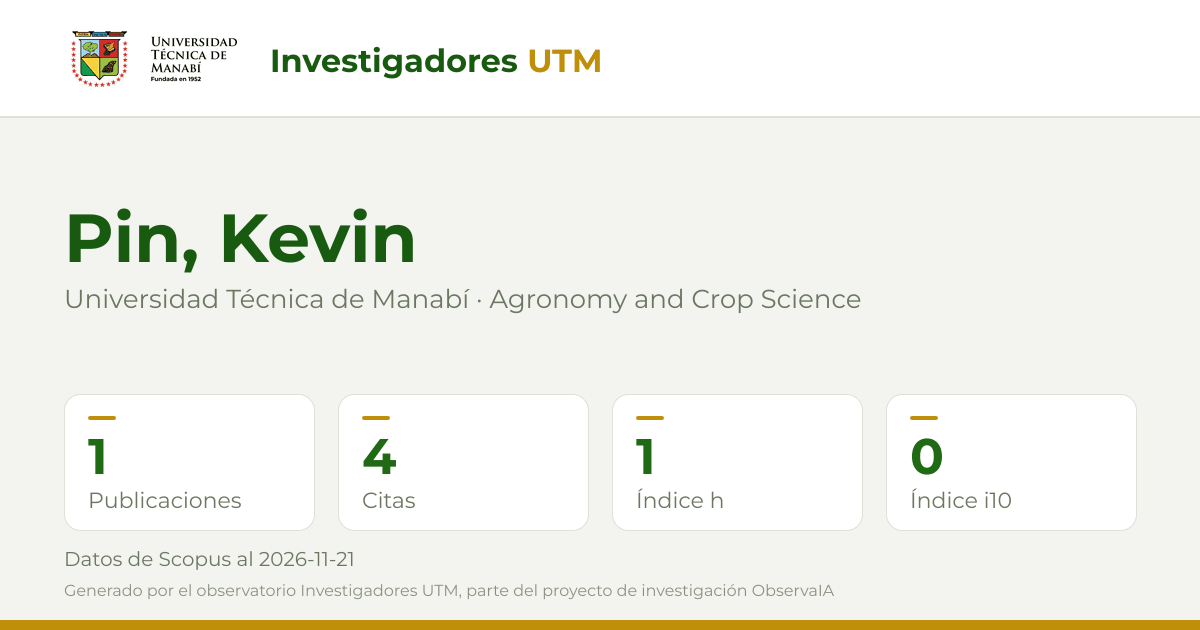 UNIVERSIDAD
TÉCNICA DE
MANABÍ
Fundada en 1952
Investigadores UTM
Pin, Kevin
Universidad Técnica de Manabí · Agronomy and Crop Science
1
Publicaciones
4
Citas
1
Índice h
0
Índice i10
Datos de Scopus al 2026-11-21
Generado por el observatorio Investigadores UTM, parte del proyecto de investigación ObservaIA